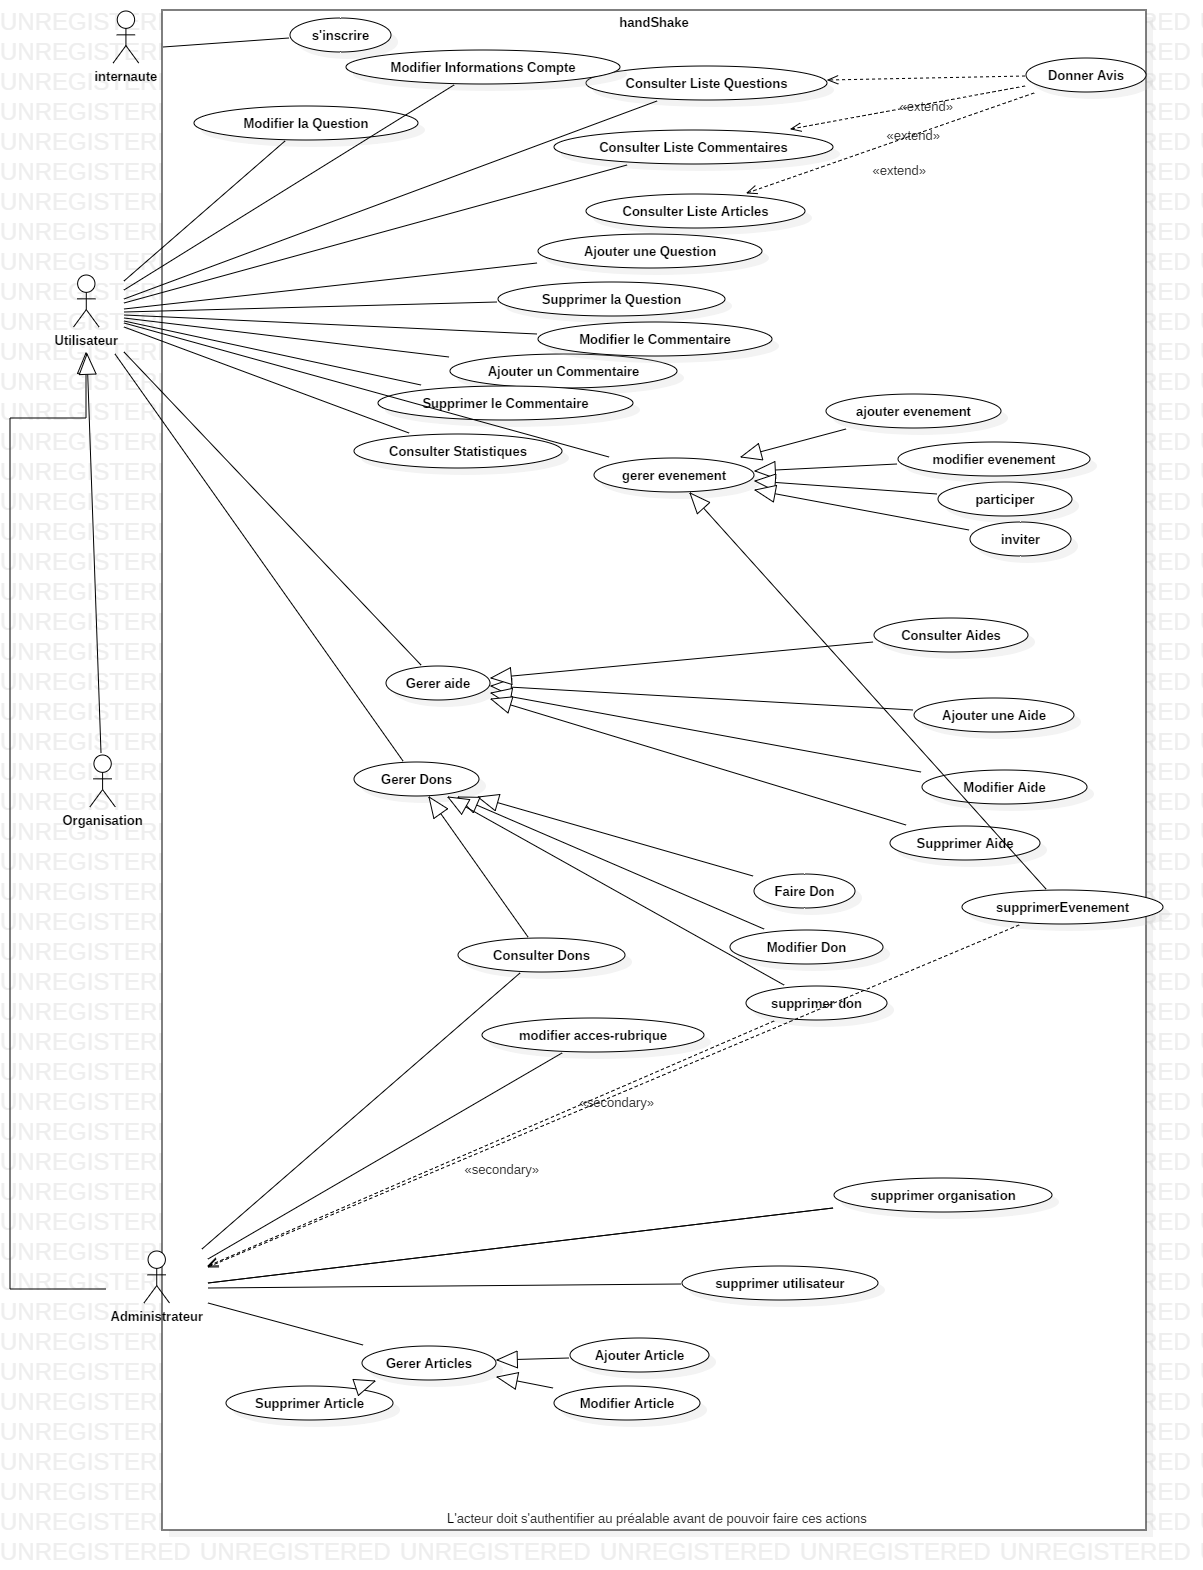 handShake
s'inscrire
internaute
Modifier Informations Compte
Consulter Liste Questions
Donner Avis
«extend»
Modifier la Question
«extend»
Consulter Liste Commentaires
«extend»
Consulter Liste Articles
Ajouter une Question
Supprimer la Question
Utilisateur
Modifier le Commentaire
Ajouter un Commentaire
Supprimer le Commentaire
ajouter evenement
Consulter Statistiques
modifier evenement
gerer evenement
participer
inviter
Consulter Aides
Gerer aide
Ajouter une Aide
Gerer Dons
Modifier Aide
Organisation
Supprimer Aide
Faire Don
supprimerEvenement
Modifier Don
Consulter Dons
supprimer don
modifier acces-rubrique
«secondary»
«secondary»
supprimer organisation
supprimer utilisateur
Administrateur
Ajouter Article
Gerer Articles
Supprimer Article
Modifier Article
L'acteur doit s'authentifier au préalable avant de pouvoir faire ces actions
UNREGISTERED UNREGISTERED UNREGISTERED UNREGISTERED UNREGISTERED UNREGISTERED